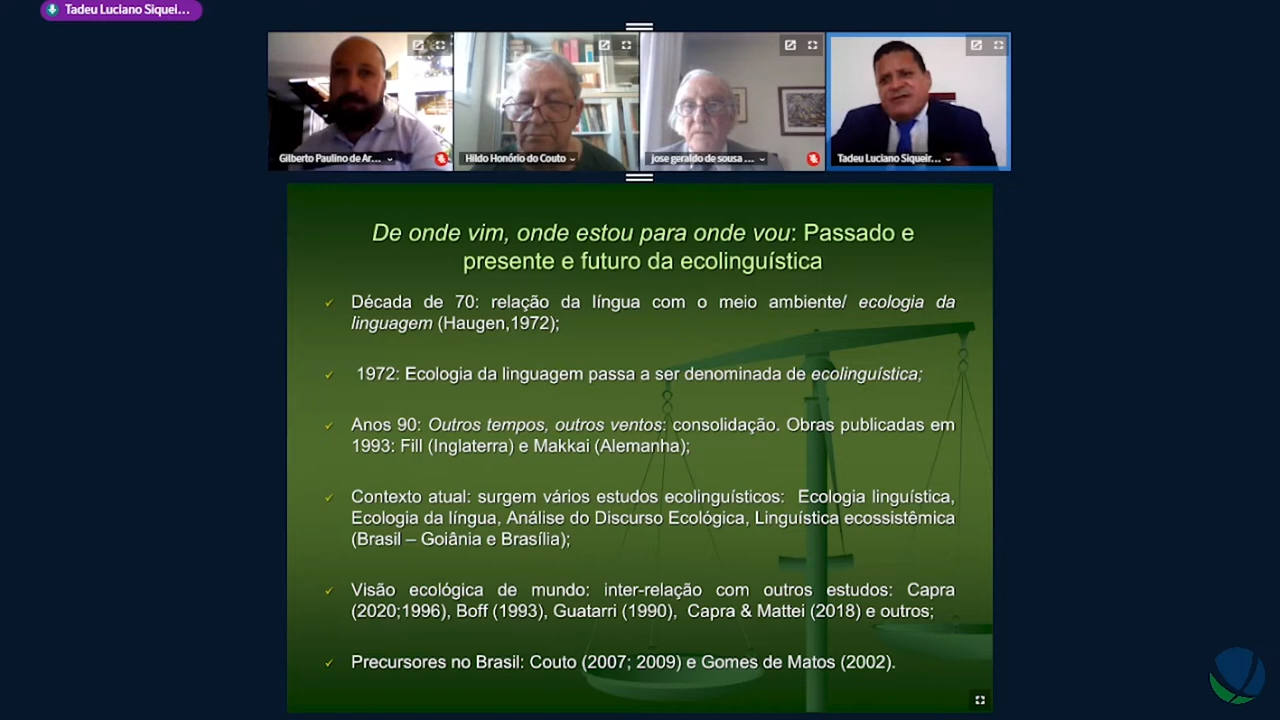 Tadeu Luciano Siquei...
Gilberto Paulino de Ar...
Hildo Honório do Couto
jose geraldo de sousa ...
Tadeu Luciano Siqueir...
De onde vim, onde estou para onde vou: Passado e
presente e futuro da ecolinguística
Década de 70: relação da língua com o meio ambiente/ ecologia da
linguagem (Haugen,1972);
1972: Ecologia da linguagem passa a ser denominada de ecolinguística;
Anos 90: Outros tempos, outros ventos: consolidação. Obras publicadas em
1993: Fill (Inglaterra) e Makkai (Alemanha);
Contexto atual: surgem vários estudos ecolinguísticos: Ecologia linguística,
Ecologia da língua, Análise do Discurso Ecológica, Linguística ecossistêmica
(Brasil – Goiânia e Brasília);
Visão ecológica de mundo: inter-relação com outros estudos: Capra
(2020;1996), Boff (1993), Guatarri (1990), Capra & Mattei (2018) e outros;
Precursores no Brasil: Couto (2007; 2009) e Gomes de Matos (2002).